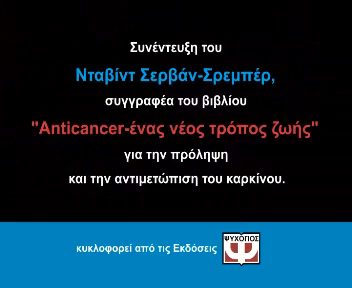 Συνέντευξη του
Νταβίντ Σερβάν-Σρεμπέρ,
συγγραφέα του βιβλίου
"Anticancer-ένας νέος τρόπος ζωής"
για την πρόληψη
και την αντιμετώπιση του καρκίνου.
κυκλοφορεί από τις Εκδόσεις
ΨΥΧΟΓΙΟΣ
Ψ